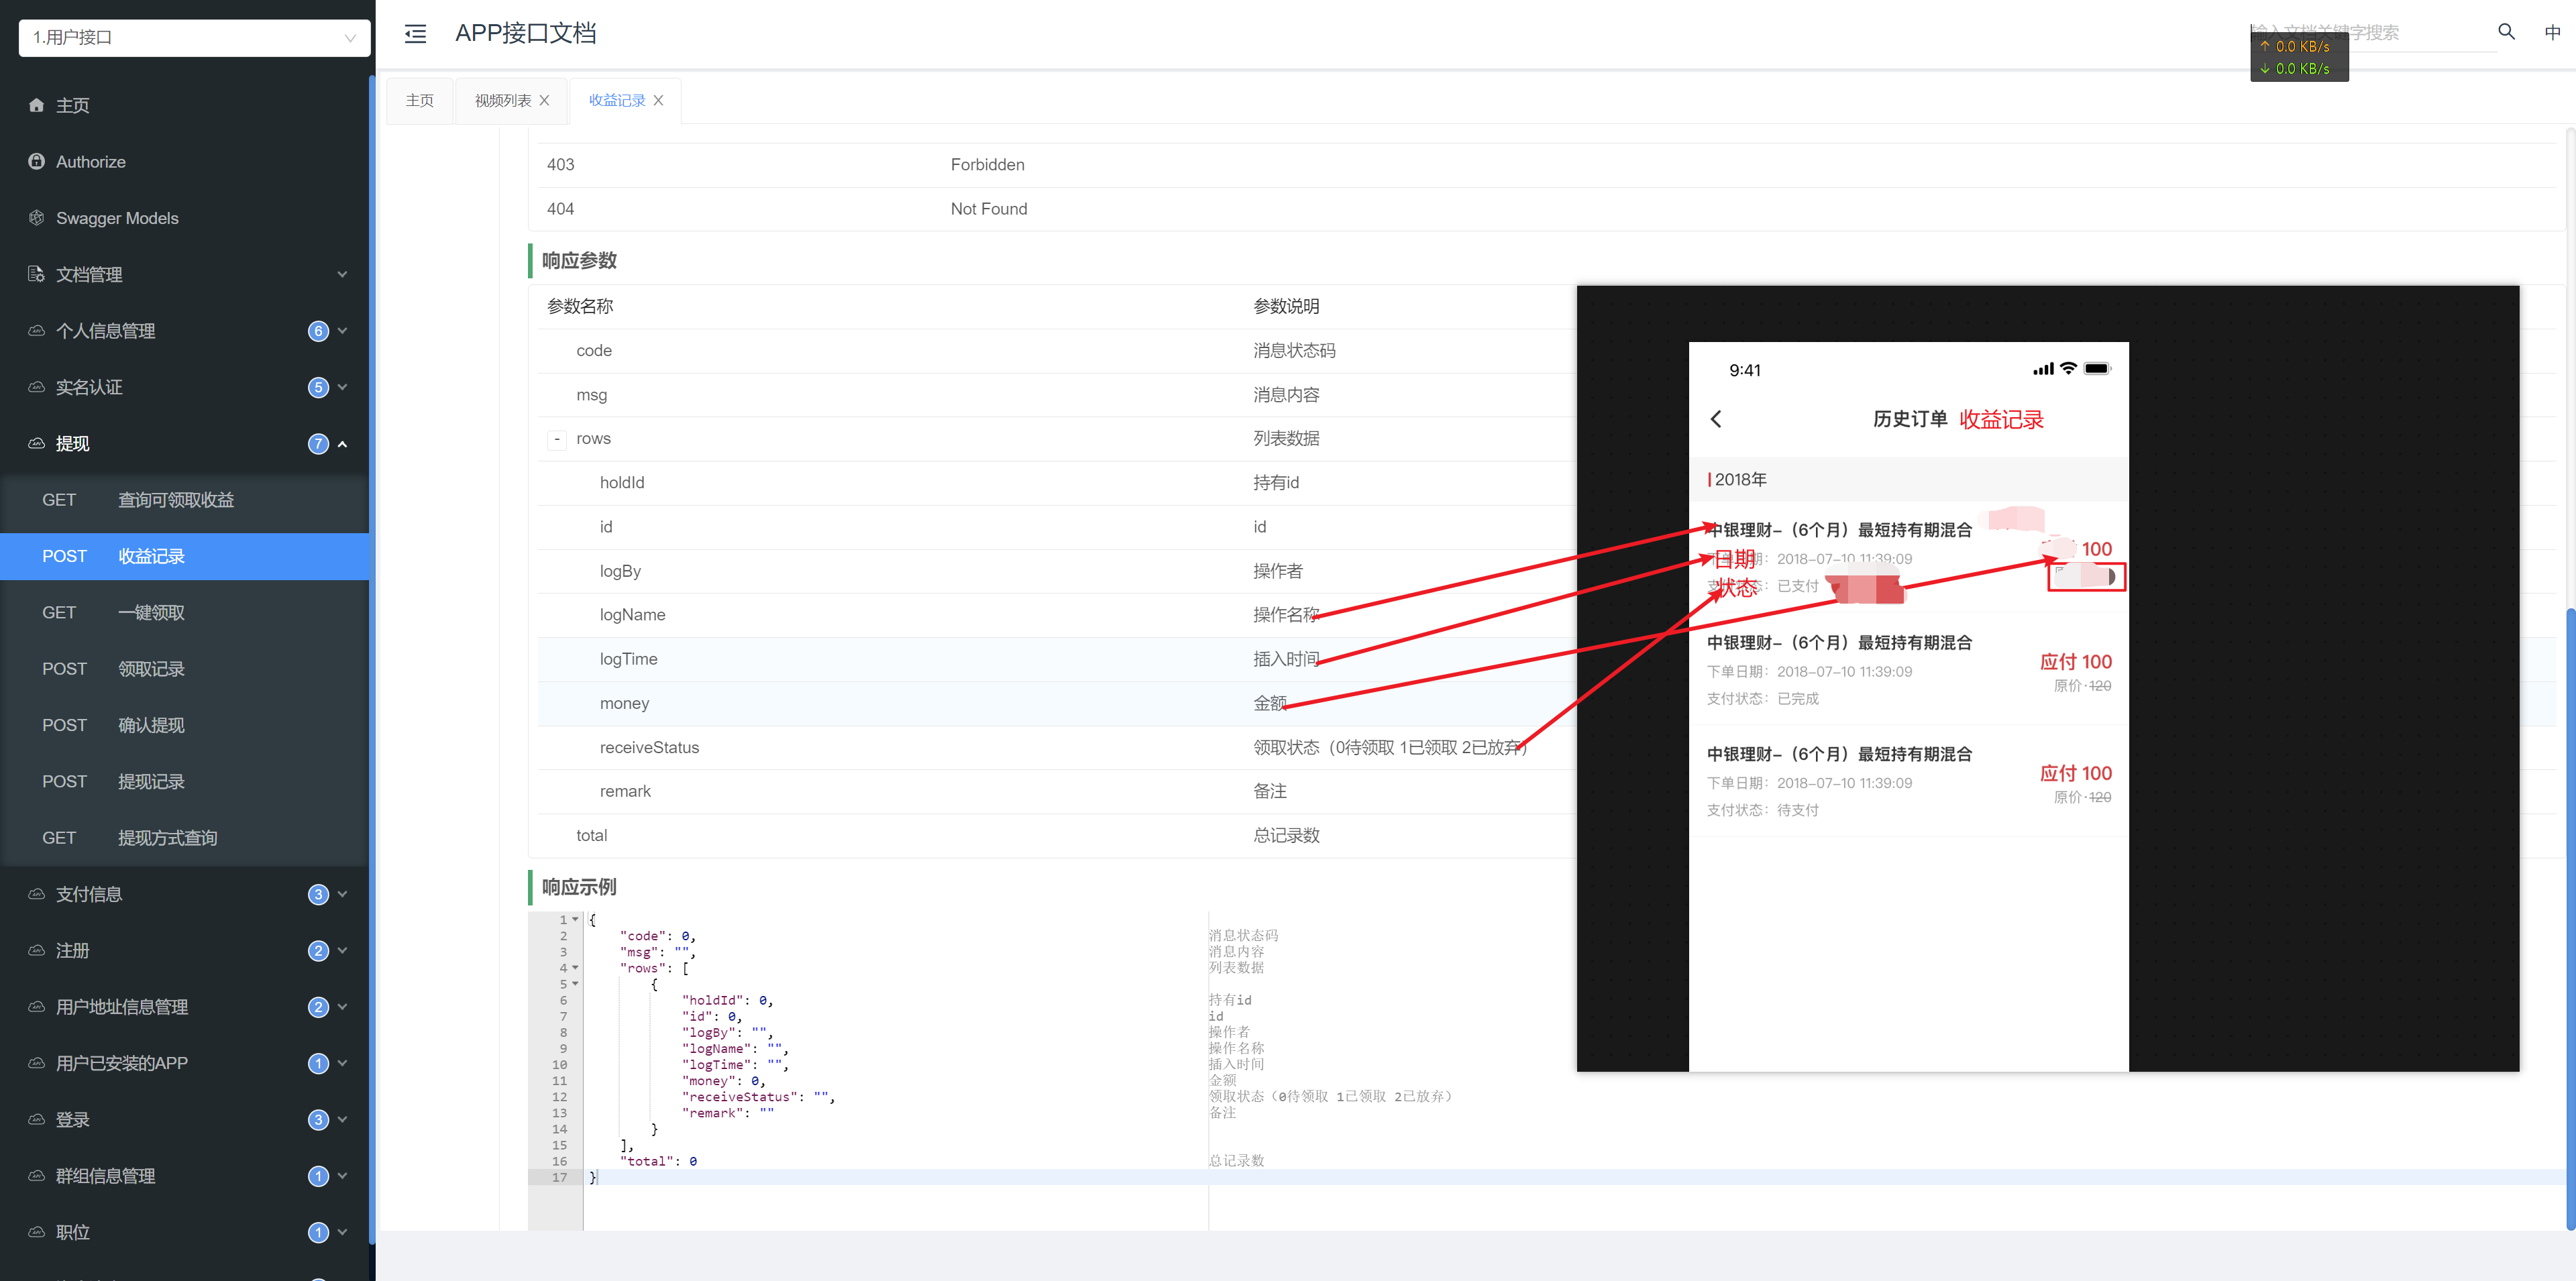 1.用户接口
APP接口文档
输入文档关键字搜索
中
↑ 0.0 KB/s
↓ 0.0 KB/s
主页
Authorize
Swagger Models
文档管理
个人信息管理 6
实名认证 5
提现 7
GET 查询可领取收益
POST 收益记录
GET 一键领取
POST 领取记录
POST 确认提现
POST 提现记录
GET 提现方式查询
支付信息 3
注册 2
用户地址信息管理 2
用户已安装的APP 1
登录 3
群组信息管理 1
职位 1
主页 视频列表 收益记录
403 Forbidden
404 Not Found
响应参数
参数名称 参数说明
code 消息状态码
msg 消息内容
- rows 列表数据
holdId 持有id
id id
logBy 操作者
logName 操作名称
logTime 插入时间
money 金额
receiveStatus 领取状态（0待领取 1已领取 2已放弃）
remark 备注
total 总记录数
响应示例
1 {
2 "code": 0, 消息状态码
3 "msg": "", 消息内容
4 "rows": [ 列表数据
5 {
6 "holdId": 0, 持有id
7 "id": 0, id
8 "logBy": "", 操作者
9 "logName": "", 操作名称
10 "logTime": "", 插入时间
11 "money": 0, 金额
12 "receiveStatus": "", 领取状态（0待领取 1已领取 2已放弃）
13 "remark": "" 备注
14 }
15 ],
16 "total": 0 总记录数
17 }
9:41
历史订单 收益记录
2018年
中银理财-（6个月）最短持有期混合
100
日期 2018-07-10 11:39:09
状态 已支付
中银理财-（6个月）最短持有期混合
应付 100
下单日期：2018-07-10 11:39:09
原价·120
支付状态：已完成
中银理财-（6个月）最短持有期混合
应付 100
下单日期：2018-07-10 11:39:09
原价·120
支付状态：待支付